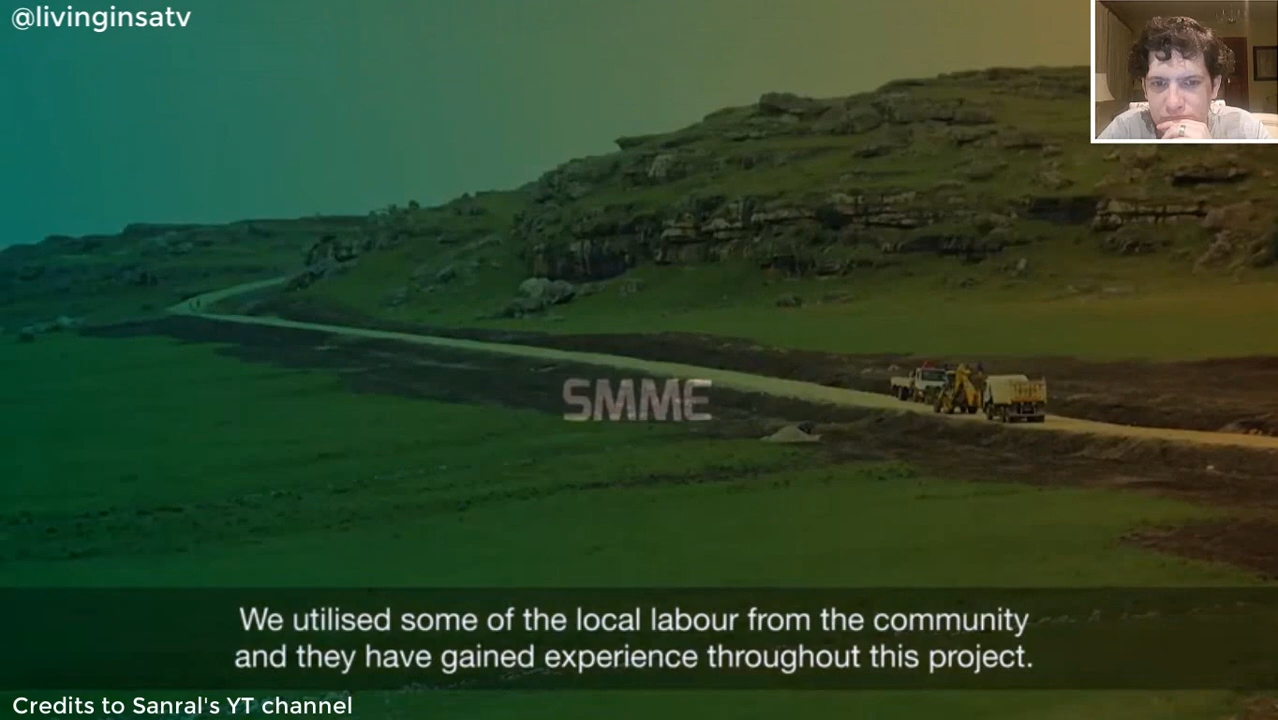 @livinginsatv
SMME
We utilised some of the local labour from the community
and they have gained experience throughout this project.
Credits to Sanral's YT channel